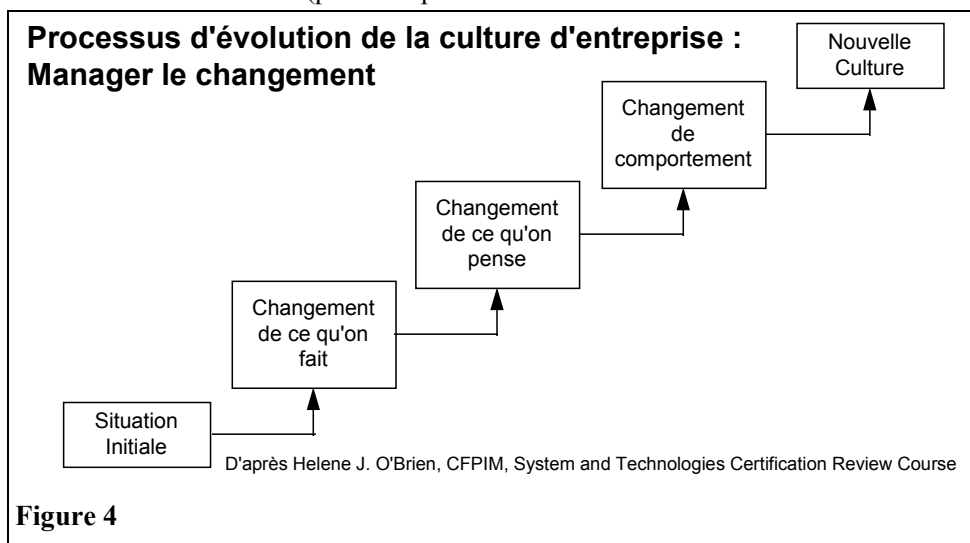 Processus d'évolution de la culture d'entreprise :
Manager le changement
Nouvelle
Culture
Changement
de
comportement
Changement
de ce qu'on
pense
Changement
de ce qu'on
fait
Situation
Initiale
D'après Helene J. O'Brien, CFPIM, System and Technologies Certification Review Course
Figure 4